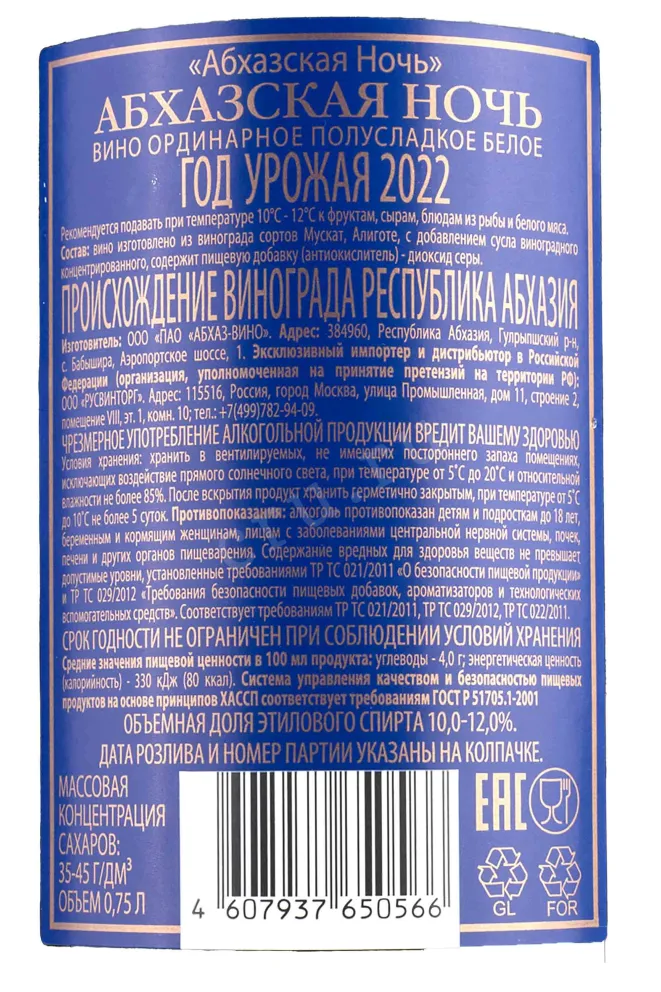 «Абхазская Ночь»
АБХАЗСКАЯ НОЧЬ
ВИНО ОРДИНАРНОЕ ПОЛУСЛАДКОЕ БЕЛОЕ
ГОД УРОЖАЯ 2022
Рекомендуется подавать при температуре 10°С - 12°С к фруктам, сырам, блюдам из рыбы и белого мяса.
Состав: вино изготовлено из винограда сортов Мускат, Алиготе, с добавлением сусла виноградного
концентрированного, содержит пищевую добавку (антиокислитель) - диоксид серы.
ПРОИСХОЖДЕНИЕ ВИНОГРАДА РЕСПУБЛИКА АБХАЗИЯ
Изготовитель: ООО «ПАО «АБХАЗ-ВИНО». Адрес: 384960, Республика Абхазия, Гулрыпшский р-н,
с. Бабышира, Аэропортское шоссе, 1. Эксклюзивный импортер и дистрибьютор в Российской
Федерации (организация, уполномоченная на принятие претензий на территории РФ):
ООО «РУСВИНТОРГ». Адрес: 115516, Россия, город Москва, улица Промышленная, дом 11, строение 2,
помещение VIII, эт. 1, комн. 10; тел.: +7(499)782-94-09.
ЧРЕЗМЕРНОЕ УПОТРЕБЛЕНИЕ АЛКОГОЛЬНОЙ ПРОДУКЦИИ ВРЕДИТ ВАШЕМУ ЗДОРОВЬЮ
Условия хранения: хранить в вентилируемых, не имеющих постороннего запаха помещениях,
исключающих воздействие прямого солнечного света, при температуре от 5°С до 20°С и относительной
влажности не более 85%. После вскрытия продукт хранить герметично закрытым, при температуре от 5°С
до 10°С не более 5 суток. Противопоказания: алкоголь противопоказан детям и подросткам до 18 лет,
беременным и кормящим женщинам, лицам с заболеваниями центральной нервной системы, почек,
печени и других органов пищеварения. Содержание вредных для здоровья веществ не превышает
допустимые уровни, установленные требованиями ТР ТС 021/2011 «О безопасности пищевой продукции»
и ТР ТС 029/2012 «Требования безопасности пищевых добавок, ароматизаторов и технологических
вспомогательных средств». Соответствует требованиям ТР ТС 021/2011, ТР ТС 029/2012, ТР ТС 022/2011.
СРОК ГОДНОСТИ НЕ ОГРАНИЧЕН ПРИ СОБЛЮДЕНИИ УСЛОВИЙ ХРАНЕНИЯ
Средние значения пищевой ценности в 100 мл продукта: углеводы - 4,0 г; энергетическая ценность
(калорийность) - 330 кДж (80 ккал). Система управления качеством и безопасностью пищевых
продуктов на основе принципов ХАССП соответствует требованиям ГОСТ Р 51705.1-2001
ОБЪЕМНАЯ ДОЛЯ ЭТИЛОВОГО СПИРТА 10,0-12,0%.
ДАТА РОЗЛИВА И НОМЕР ПАРТИИ УКАЗАНЫ НА КОЛПАЧКЕ.
МАССОВАЯ
КОНЦЕНТРАЦИЯ
САХАРОВ:
35-45 Г/ДМ³
ОБЪЕМ 0,75 Л
4 607937 650566
ЕАС
GL
FOR